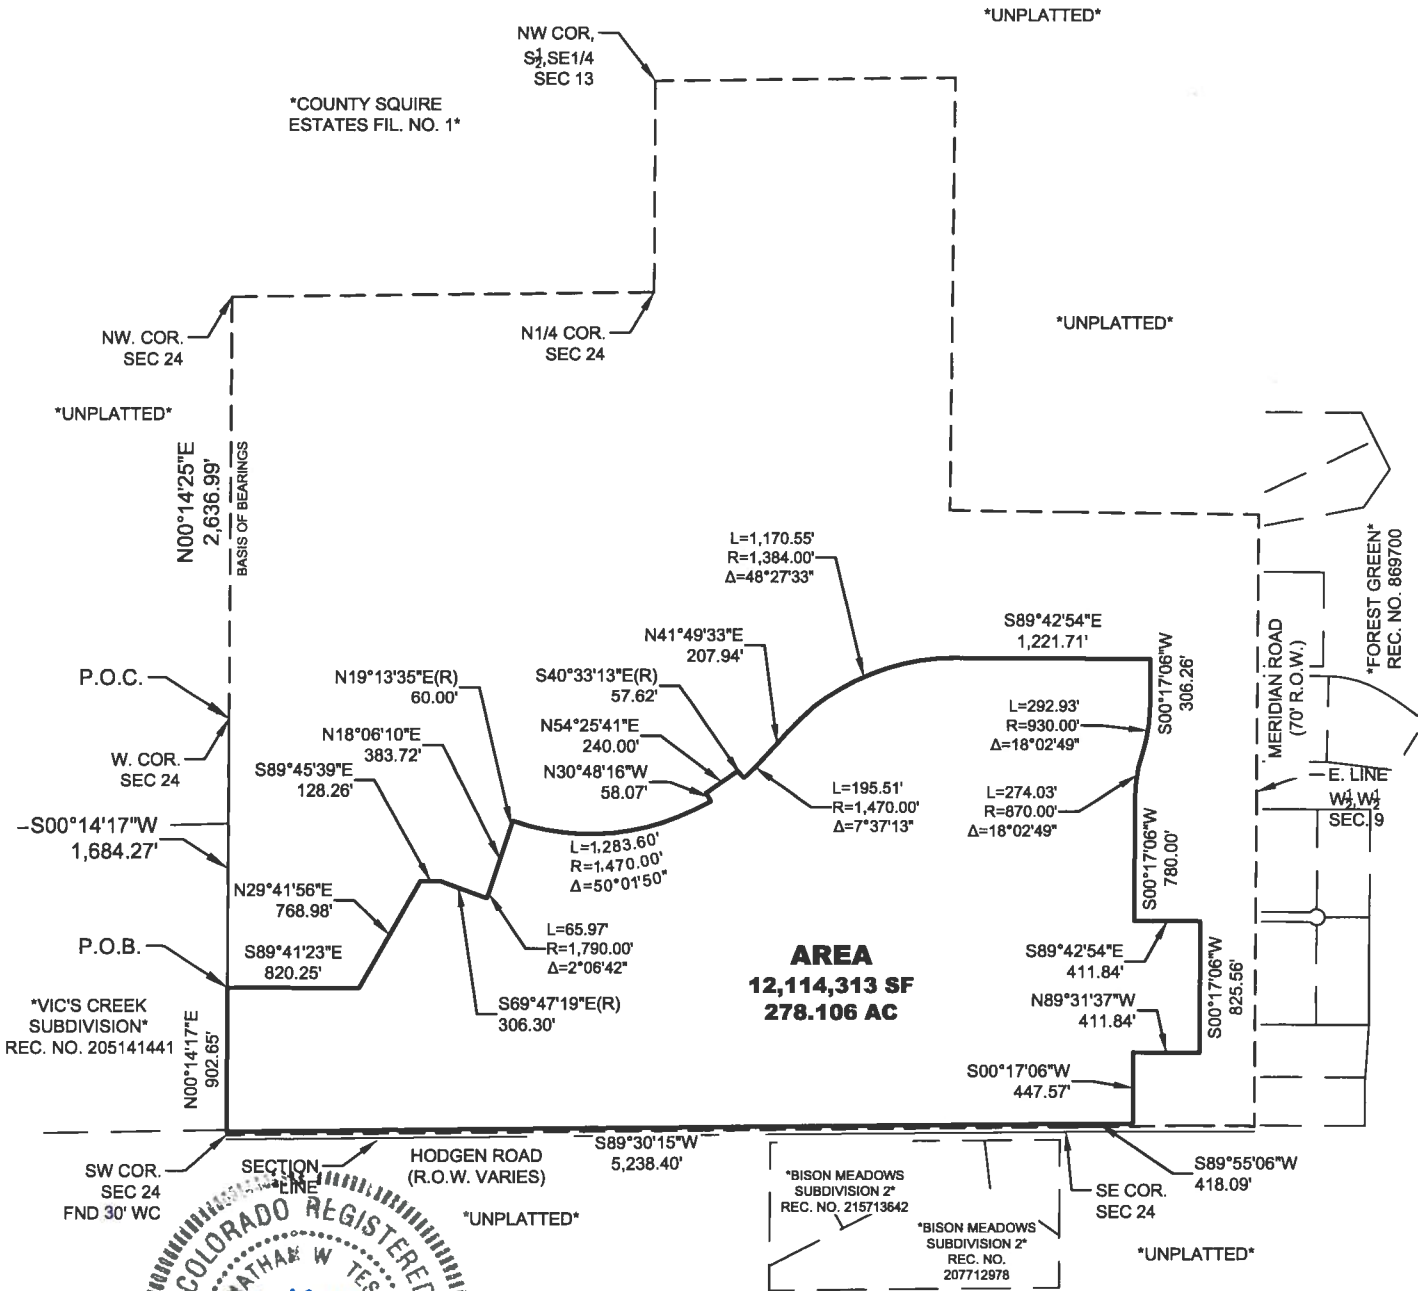 *UNPLATTED*
NW COR,
S½,SE1/4
SEC 13
*COUNTY SQUIRE
ESTATES FIL. NO. 1*
NW. COR.
SEC 24
N1/4 COR.
SEC 24
*UNPLATTED*
*UNPLATTED*
N00°14'25"E
2,636.99'
BASIS OF BEARINGS
*FOREST GREEN*
REC. NO. 869700
MERIDIAN ROAD
(70' R.O.W.)
L=1,170.55'
R=1,384.00'
Δ=48°27'33"
S89°42'54"E
1,221.71'
N41°49'33"E
207.94'
S00°17'06"W
306.26'
P.O.C.
N19°13'35"E(R)
60.00'
S40°33'13"E(R)
57.62'
N54°25'41"E
240.00'
L=292.93'
R=930.00'
Δ=18°02'49"
W. COR.
SEC 24
N18°06'10"E
383.72'
N30°48'16"W
58.07'
S89°45'39"E
128.26'
L=195.51'
R=1,470.00'
Δ=7°37'13"
L=274.03'
R=870.00'
Δ=18°02'49"
E. LINE
W½,W½
SEC. 9
S00°14'17"W
1,684.27'
L=1,283.60'
R=1,470.00'
Δ=50°01'50"
S00°17'06"W
780.00'
N29°41'56"E
768.98'
P.O.B.
S89°41'23"E
820.25'
L=65.97'
R=1,790.00'
Δ=2°06'42"
AREA
12,114,313 SF
278.106 AC
S89°42'54"E
411.84'
S00°17'06"W
825.56'
*VIC'S CREEK
SUBDIVISION*
REC. NO. 205141441
N00°14'17"E
902.65'
S69°47'19"E(R)
306.30'
N89°31'37"W
411.84'
S00°17'06"W
447.57'
SW COR.
SEC 24
FND 30' WC
SECTION
LINE
HODGEN ROAD
(R.O.W. VARIES)
S89°30'15"W
5,238.40'
S89°55'06"W
418.09'
SE COR.
SEC 24
*UNPLATTED*
*BISON MEADOWS
SUBDIVISION 2*
REC. NO. 215713642
*BISON MEADOWS
SUBDIVISION 2*
REC. NO.
207712978
*UNPLATTED*
COLORADO REGISTERED
W TES